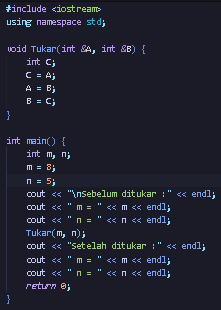 #include <iostream>
using namespace std;
void Tukar(int &A, int &B) {
int C;
C = A;
A = B;
B = C;
}
int main() {
int m, n;
m = 8;
n = 5;
cout << "\nSebelum ditukar :" << endl;
cout << " m = " << m << endl;
cout << " n = " << n << endl;
Tukar(m, n);
cout << "Setelah ditukar :" << endl;
cout << " m = " << m << endl;
cout << " n = " << n << endl;
return 0;
}